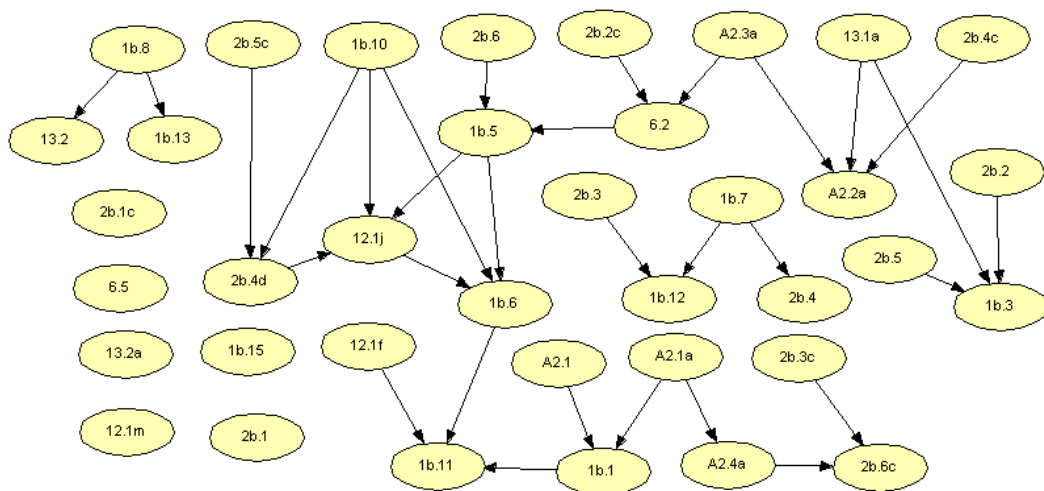 1b.8
2b.5c
1b.10
2b.6
2b.2c
A2.3a
13.1a
2b.4c
13.2
1b.13
1b.5
6.2
2b.1c
2b.3
1b.7
A2.2a
2b.2
12.1j
2b.5
6.5
2b.4d
1b.6
1b.12
2b.4
1b.3
13.2a
1b.15
12.1f
A2.1
A2.1a
2b.3c
12.1m
2b.1
1b.11
1b.1
A2.4a
2b.6c